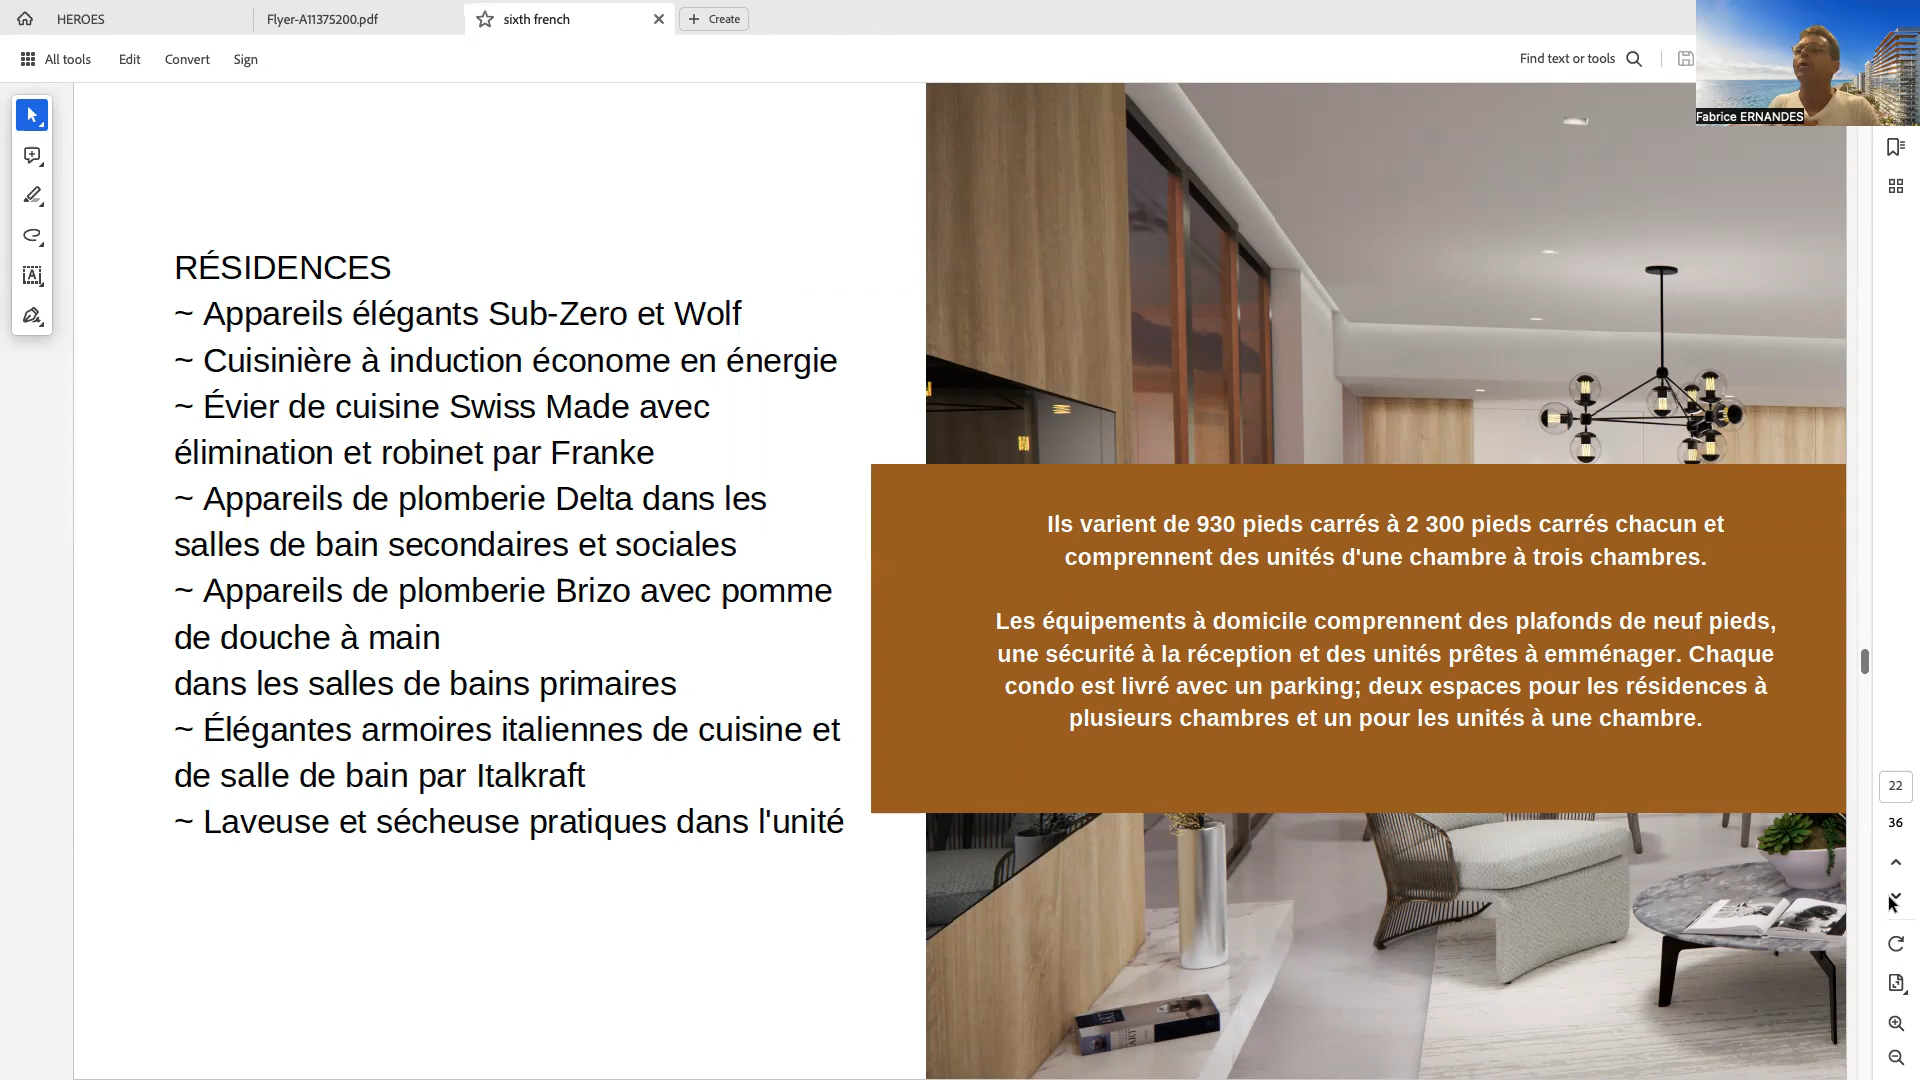 HEROES
Flyer-A11375200.pdf
sixth french
Create
All tools
Edit
Convert
Sign
Find text or tools
Fabrice ERNANDES
RÉSIDENCES
~ Appareils élégants Sub-Zero et Wolf
~ Cuisinière à induction économe en énergie
~ Évier de cuisine Swiss Made avec
élimination et robinet par Franke
~ Appareils de plomberie Delta dans les
salles de bain secondaires et sociales
~ Appareils de plomberie Brizo avec pomme
de douche à main
dans les salles de bains primaires
~ Élégantes armoires italiennes de cuisine et
de salle de bain par Italkraft
~ Laveuse et sécheuse pratiques dans l'unité
Ils varient de 930 pieds carrés à 2 300 pieds carrés chacun et
comprennent des unités d'une chambre à trois chambres.
Les équipements à domicile comprennent des plafonds de neuf pieds,
une sécurité à la réception et des unités prêtes à emménager. Chaque
condo est livré avec un parking; deux espaces pour les résidences à
plusieurs chambres et un pour les unités à une chambre.
22
36